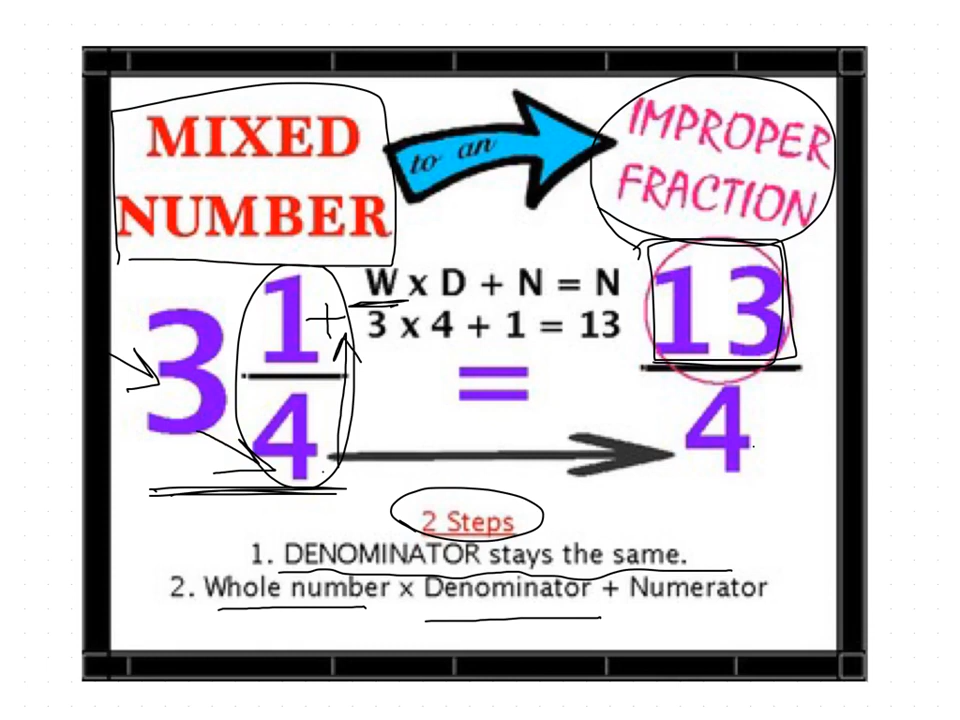 MIXED
NUMBER
to an
IMPROPER
FRACTION
3 1/4
+
W x D + N = N
3 x 4 + 1 = 13
=
13/4
2 Steps
1. DENOMINATOR stays the same.
2. Whole number x Denominator + Numerator